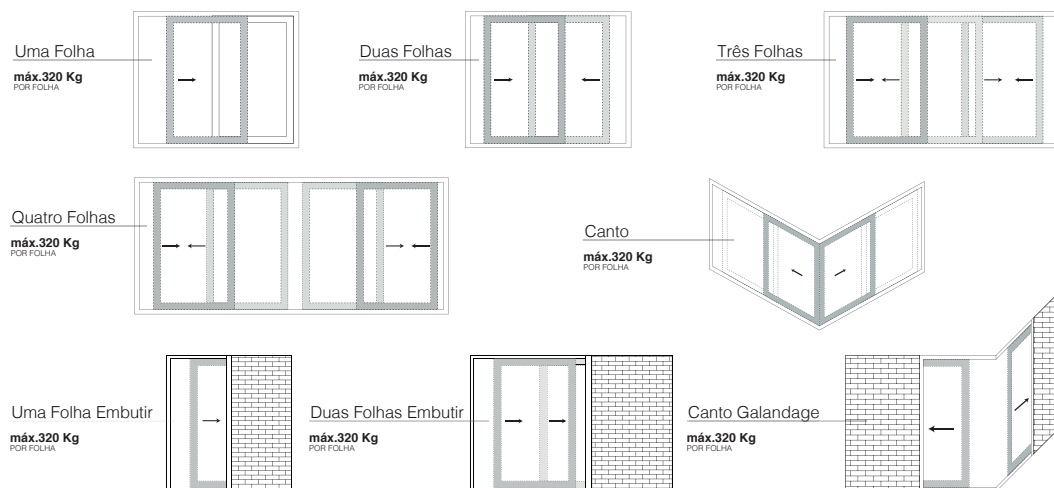 Uma Folha
máx.320 Kg
POR FOLHA
Duas Folhas
máx.320 Kg
POR FOLHA
Três Folhas
máx.320 Kg
POR FOLHA
Quatro Folhas
máx.320 Kg
POR FOLHA
Canto
máx.320 Kg
POR FOLHA
Uma Folha Embutir
máx.320 Kg
POR FOLHA
Duas Folhas Embutir
máx.320 Kg
POR FOLHA
Canto Galandage
máx.320 Kg
POR FOLHA